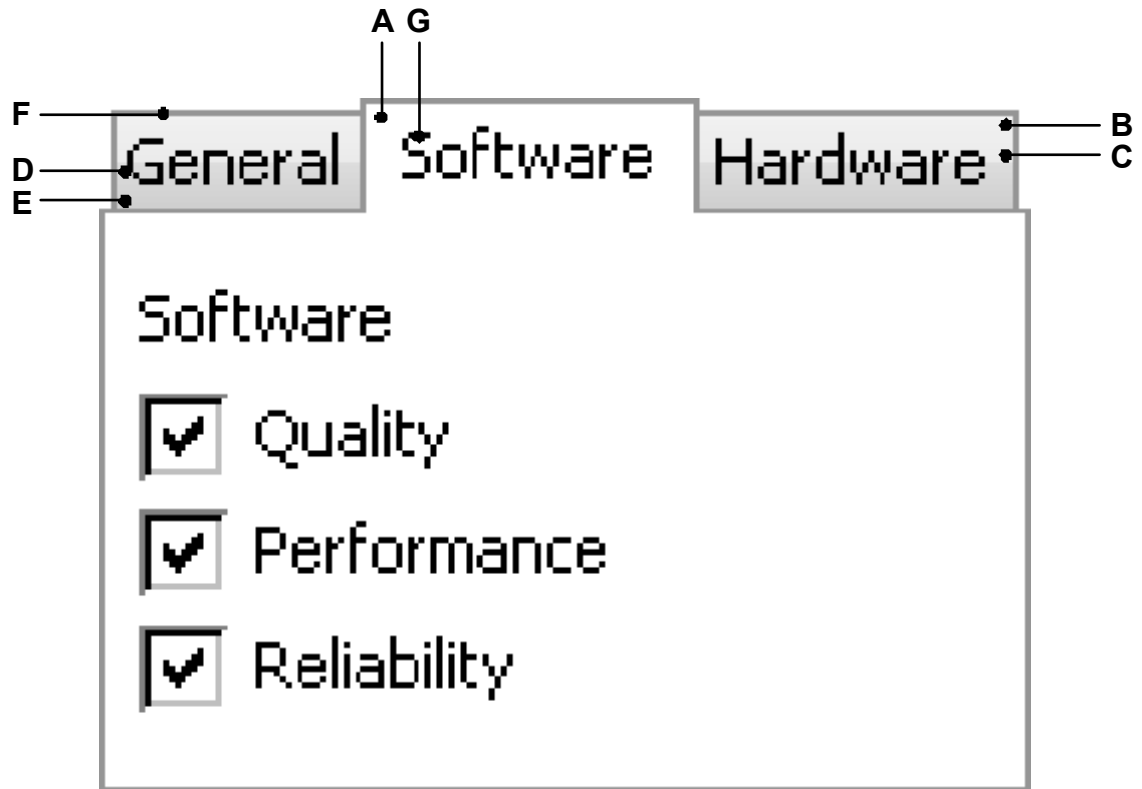 A G
F
B
General Software Hardware
C
D
E
Software
Quality
Performance
Reliability